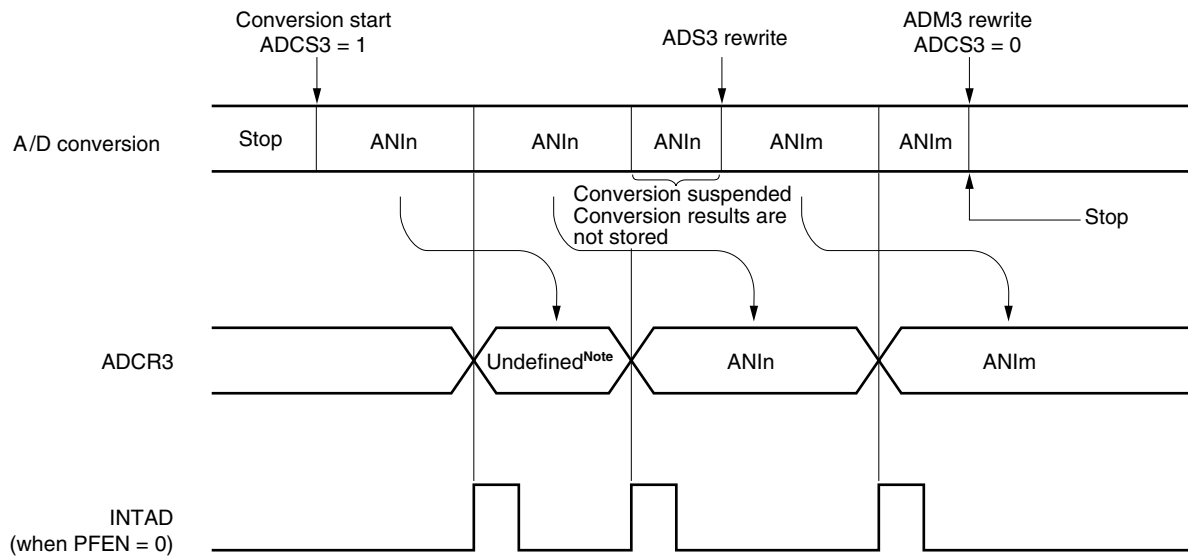 Conversion start
ADCS3 = 1
ADS3 rewrite
ADM3 rewrite
ADCS3 = 0
A/D conversion
Stop
ANIn
ANIn
ANIn
ANIm
ANIm
Conversion suspended
Conversion results are
not stored
Stop
ADCR3
UndefinedNote
ANIn
ANIm
INTAD
(when PFEN = 0)